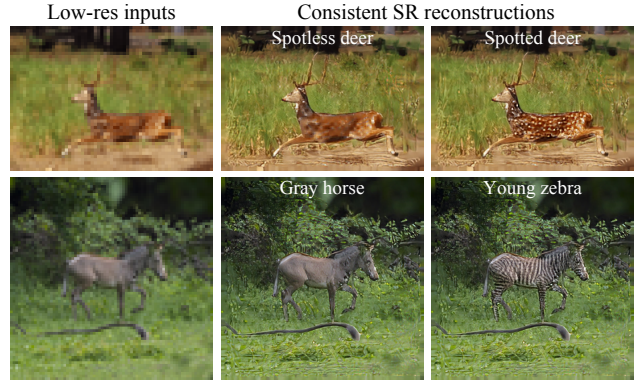 Low-res inputs
Consistent SR reconstructions
Spotless deer
Spotted deer
Gray horse
Young zebra